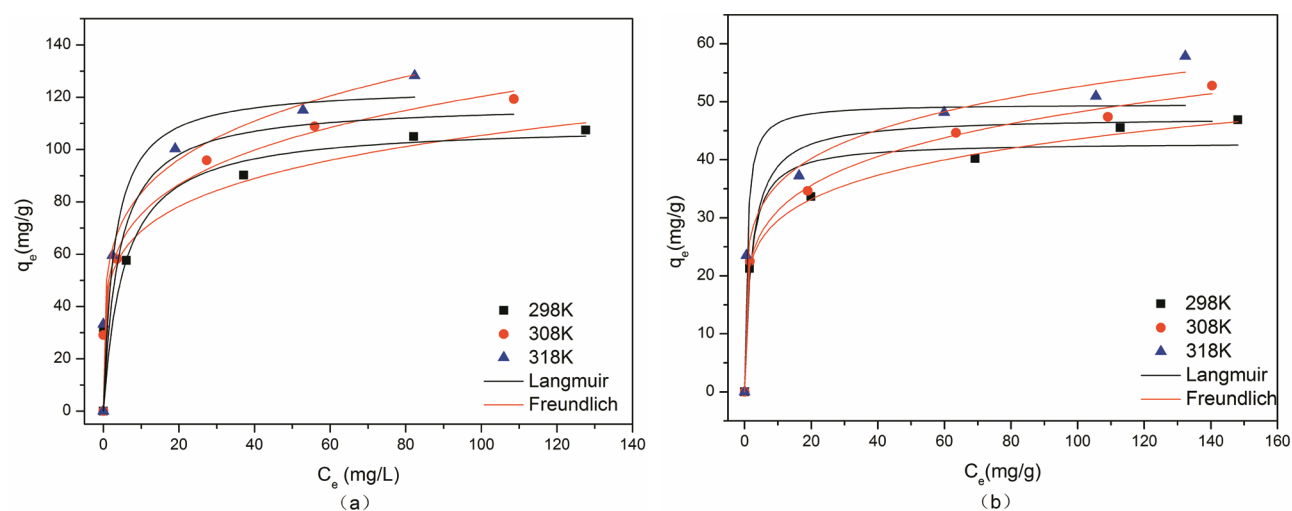 140
120
100
80
60
40
20
0
qe(mg/g)
298K
308K
318K
Langmuir
Freundlich
0 20 40 60 80 100 120 140
Ce (mg/L)
(a)
60
50
40
30
20
10
0
qe(mg/g)
298K
308K
318K
Langmuir
Freundlich
0 20 40 60 80 100 120 140 160
Ce(mg/g)
(b)